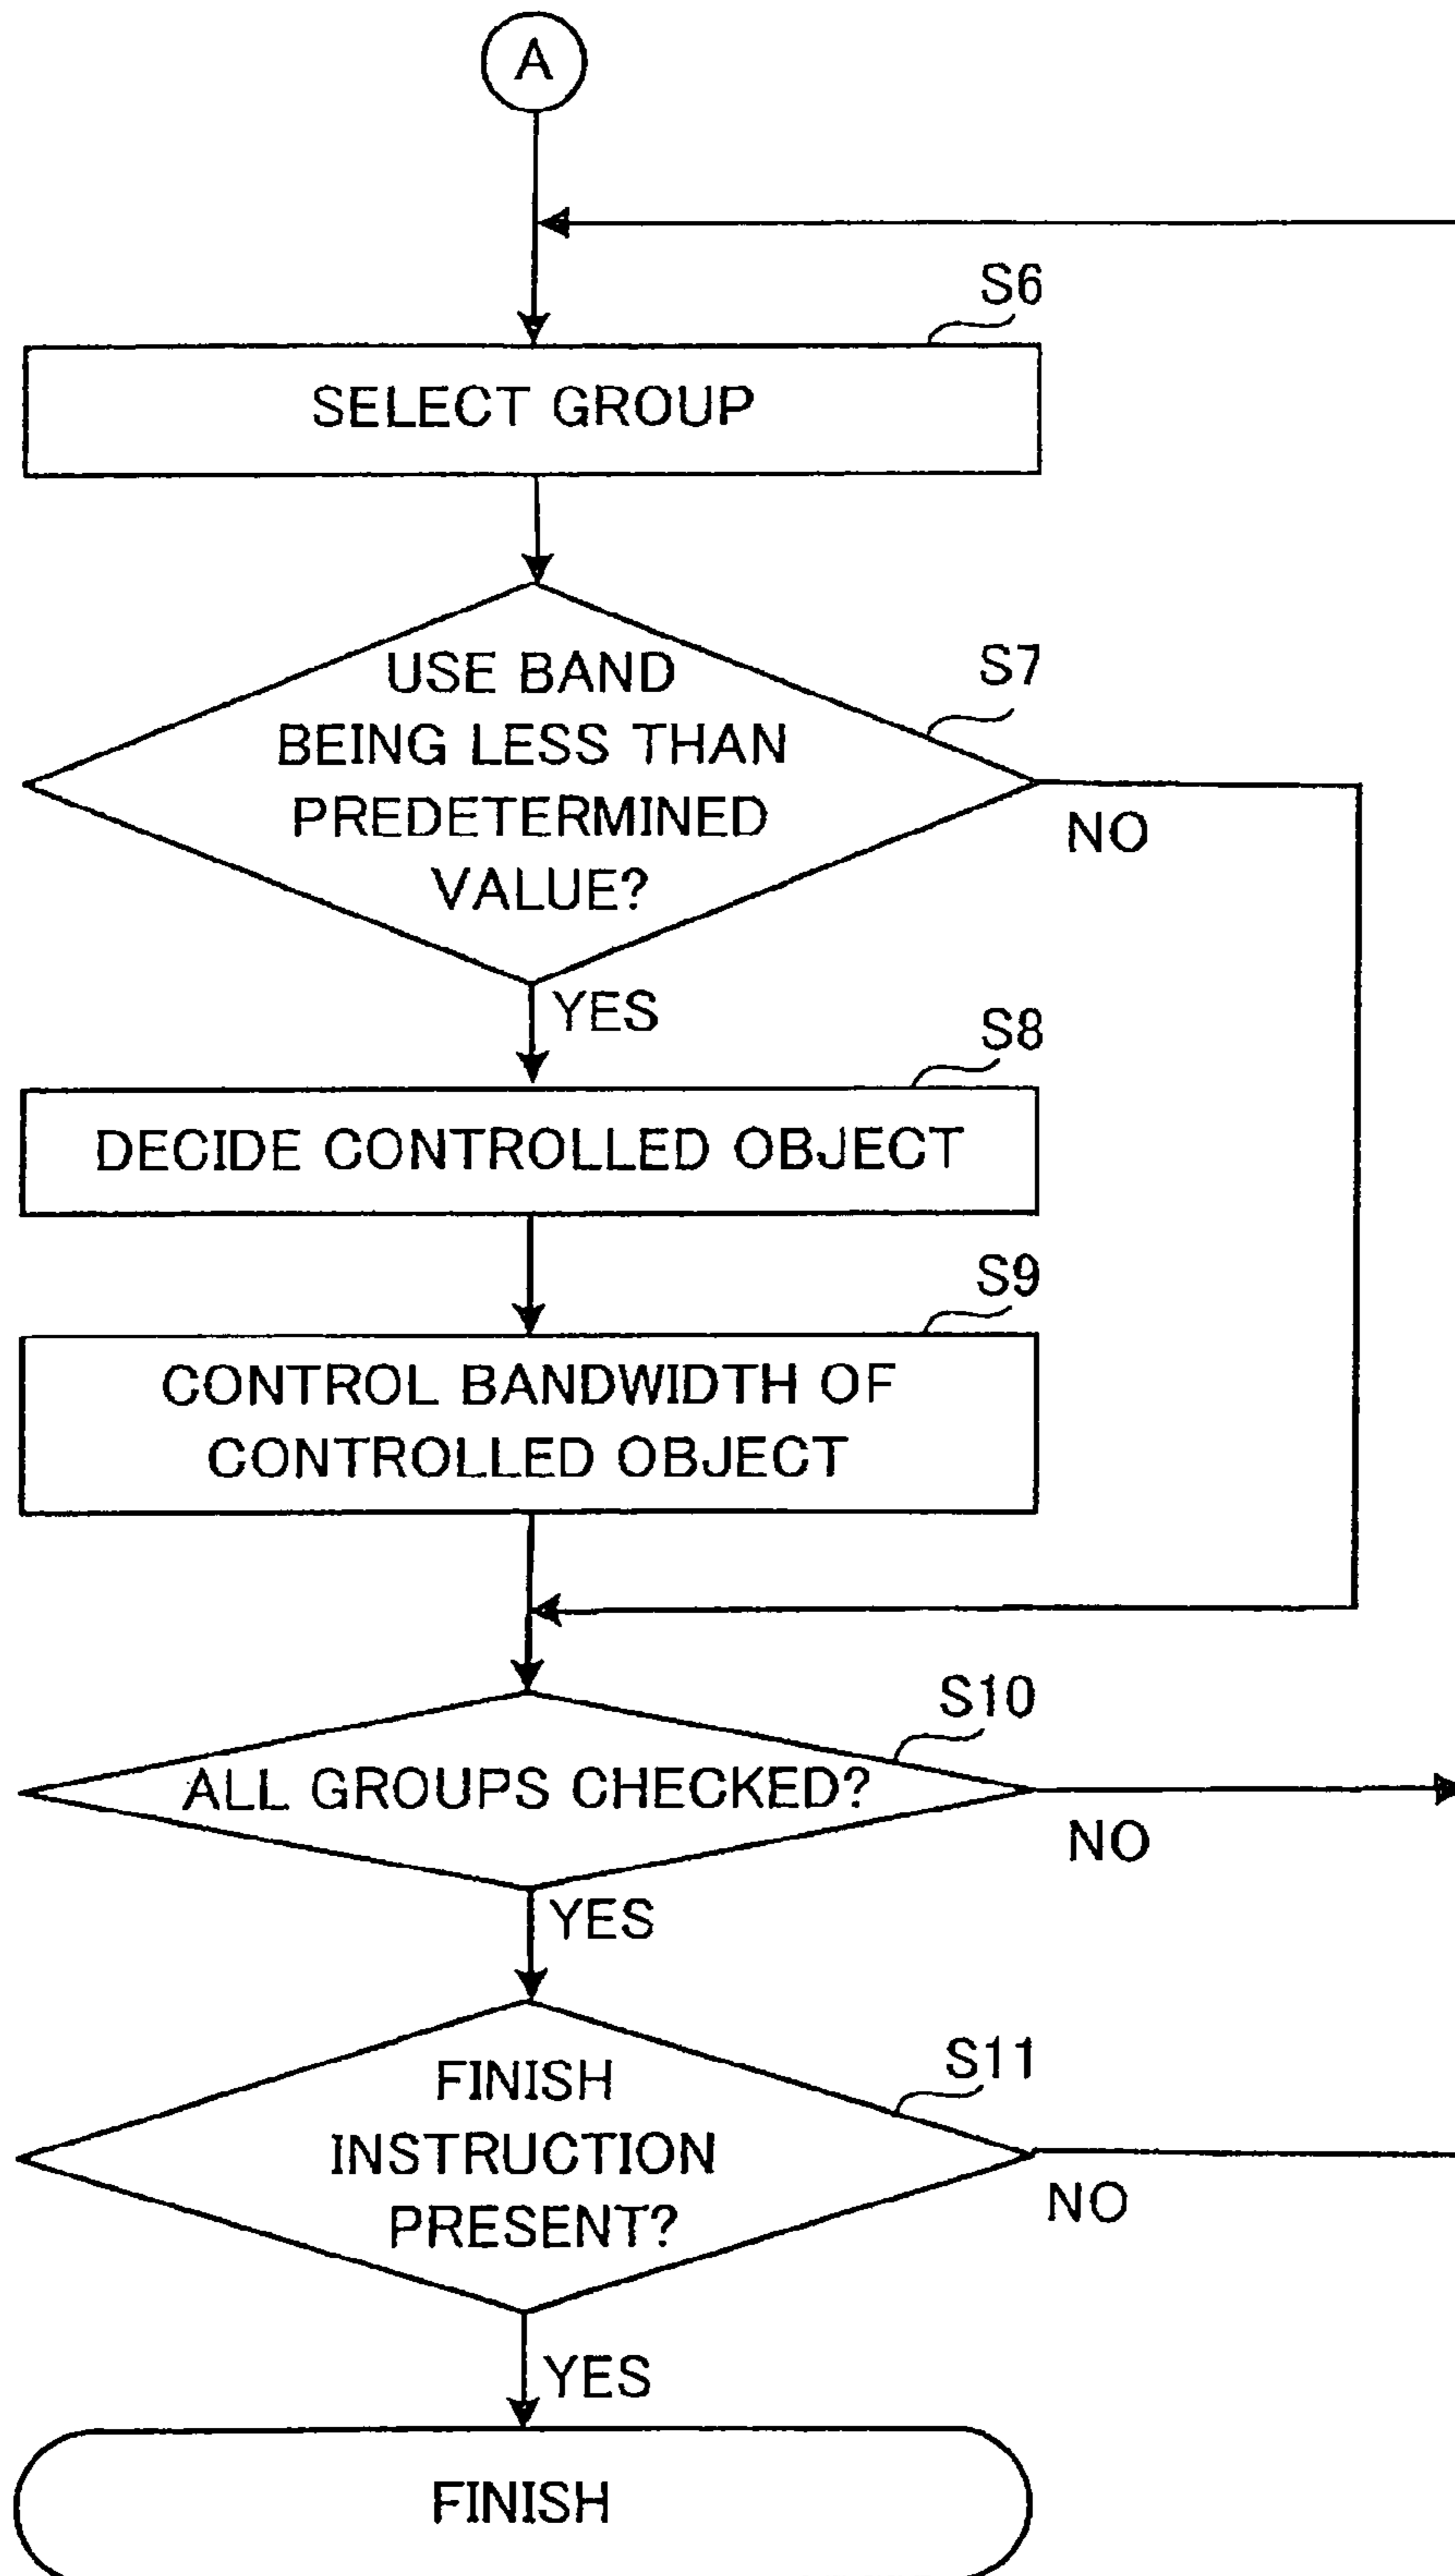 A
S6
SELECT GROUP
S7
USE BAND
BEING LESS THAN
PREDETERMINED
VALUE?
NO
YES
S8
DECIDE CONTROLLED OBJECT
S9
CONTROL BANDWIDTH OF
CONTROLLED OBJECT
S10
ALL GROUPS CHECKED?
NO
YES
S11
FINISH
INSTRUCTION
PRESENT?
NO
YES
FINISH